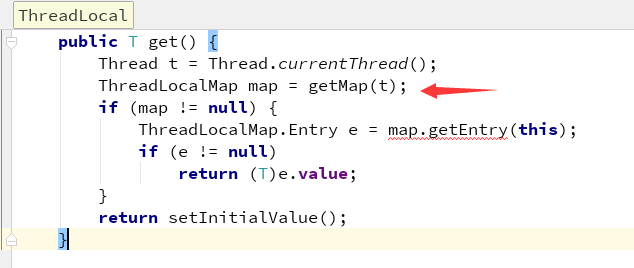 ThreadLocal
public T get() {
    Thread t = Thread.currentThread();
    ThreadLocalMap map = getMap(t);
    if (map != null) {
        ThreadLocalMap.Entry e = map.getEntry(this);
        if (e != null)
            return (T)e.value;
    }
    return setInitialValue();
}